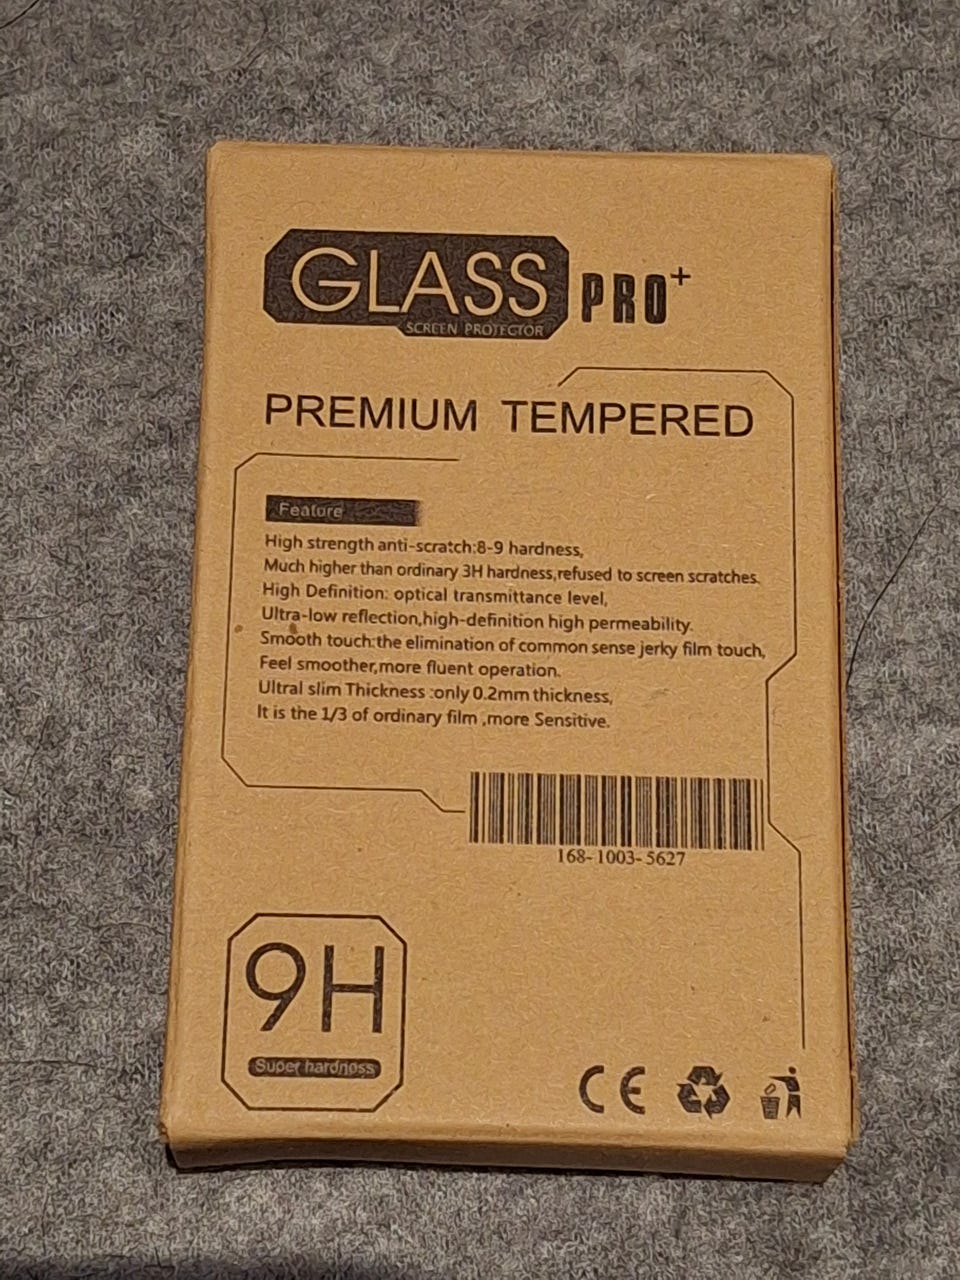 GLASS PRO+
SCREEN PROTECTOR
PREMIUM TEMPERED
Feature
High strength anti-scratch:8-9 hardness,
Much higher than ordinary 3H hardness,refused to screen scratches.
High Definition: optical transmittance level,
Ultra-low reflection,high-definition high permeability.
Smooth touch:the elimination of common sense jerky film touch,
Feel smoother,more fluent operation.
Ultral slim Thickness :only 0.2mm thickness,
It is the 1/3 of ordinary film ,more Sensitive.
168-1003-5627
9H
Super hardness
CE